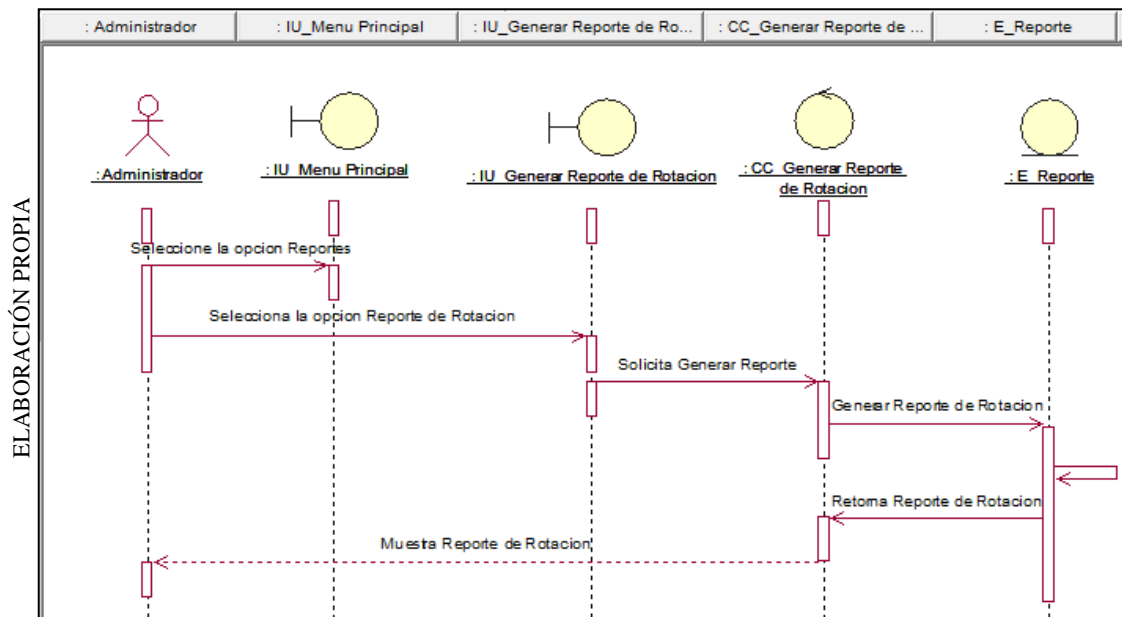 : Administrador
: IU_Menu Principal
: IU_Generar Reporte de Ro...
: CC_Generar Reporte de ...
: E_Reporte
: Administrador
: IU_Menu Principal
: IU_Generar Reporte de Rotacion
: CC_Generar Reporte
de Rotacion
: E_Reporte
ELABORACIÓN PROPIA
Seleccione la opcion Reportes
Selecciona la opcion Reporte de Rotacion
Solicita Generar Reporte
Generar Reporte de Rotacion
Retorna Reporte de Rotacion
Muestra Reporte de Rotacion